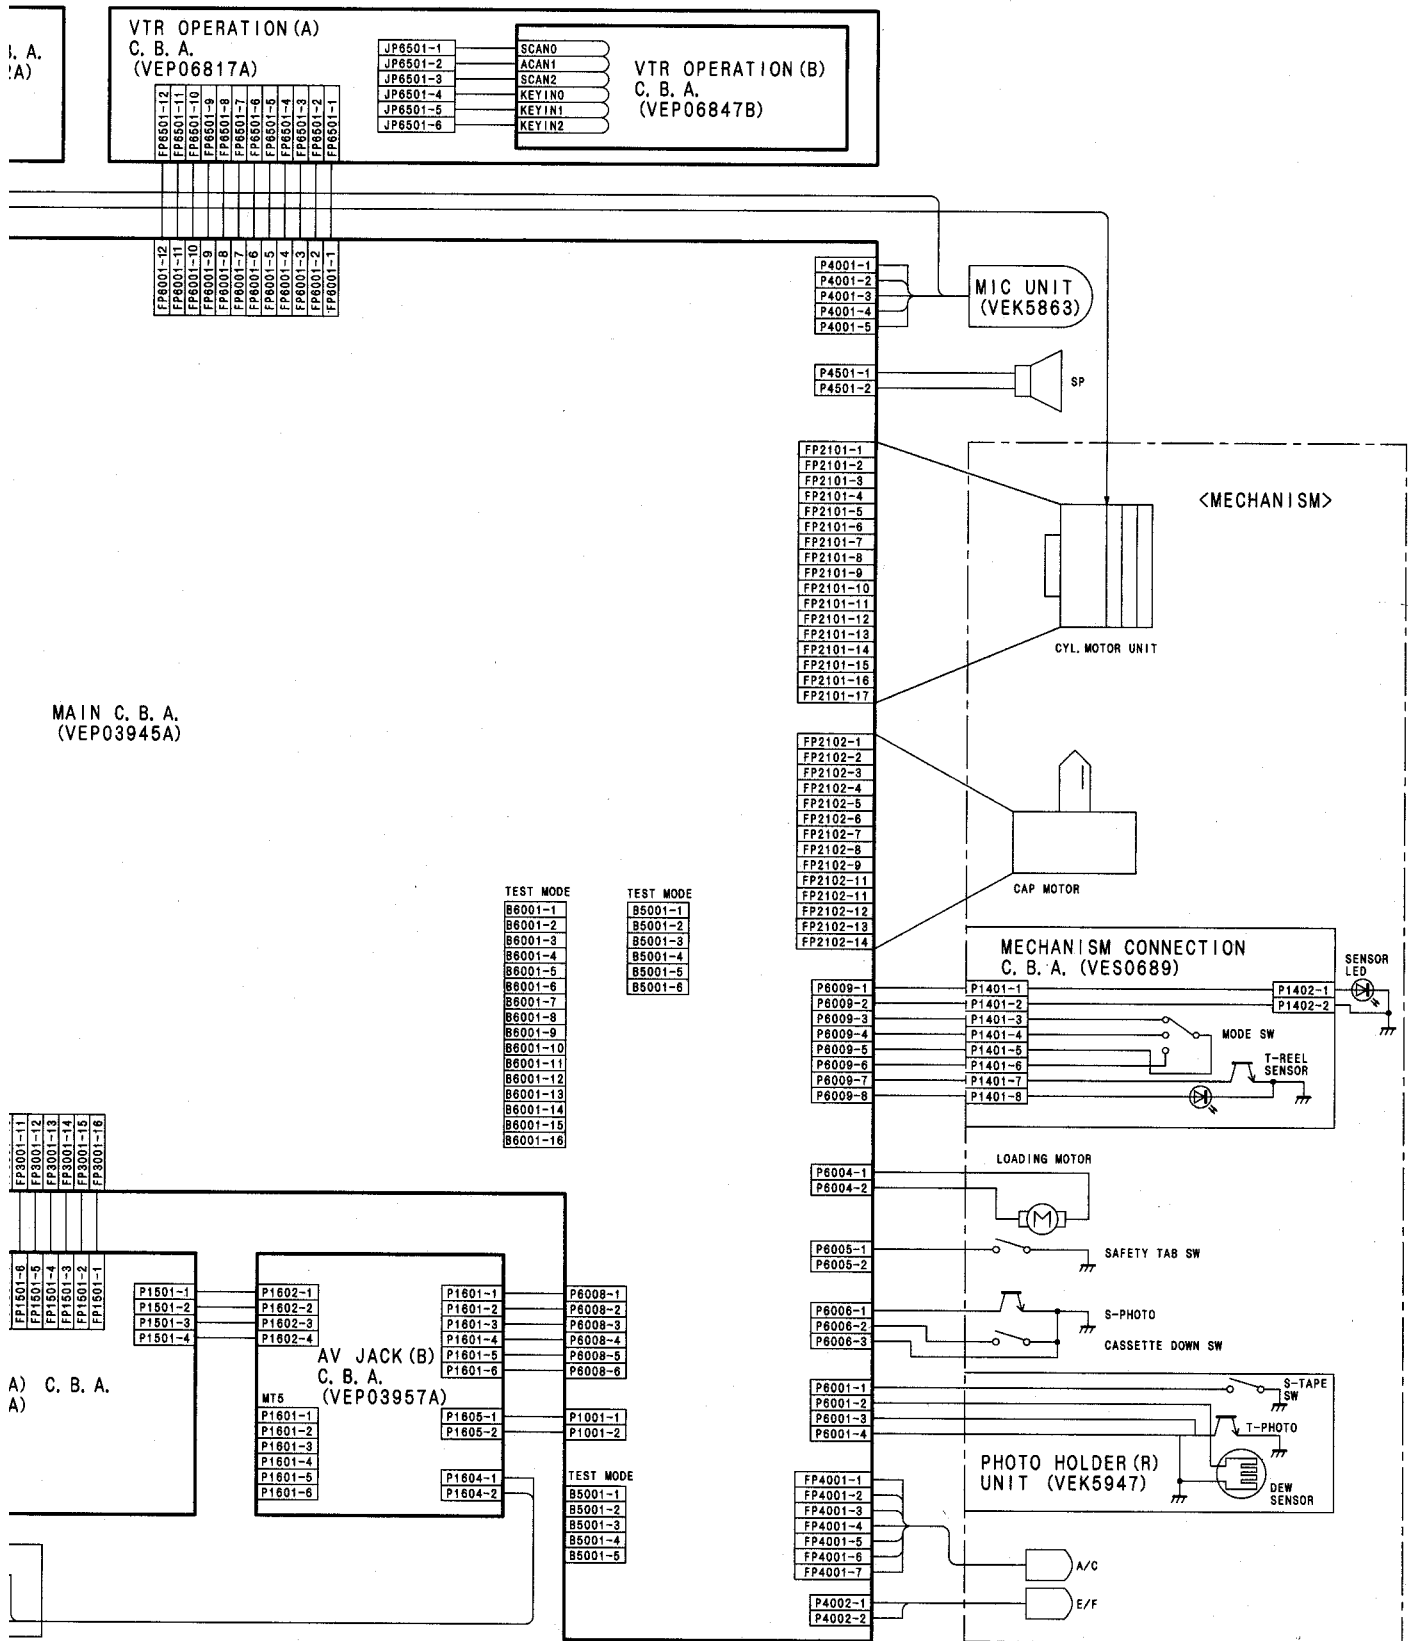 B. A.
2A)
VTR OPERATION(A)
C. B. A.
(VEP06817A)
JP6501-1
JP6501-2
JP6501-3
JP6501-4
JP6501-5
JP6501-6
SCAN0
ACAN1
SCAN2
KEYIN0
KEYIN1
KEYIN2
VTR OPERATION(B)
C. B. A.
(VEP06847B)
FP6501-12
FP6501-11
FP6501-10
FP6501-9
FP6501-8
FP6501-7
FP6501-6
FP6501-5
FP6501-4
FP6501-3
FP6501-2
FP6501-1
FP6001-12
FP6001-11
FP6001-10
FP6001-9
FP6001-8
FP6001-7
FP6001-6
FP6001-5
FP6001-4
FP6001-3
FP6001-2
FP6001-1
P4001-1
P4001-2
P4001-3
P4001-4
P4001-5
MIC UNIT
(VEK5863)
P4501-1
P4501-2
SP
FP2101-1
FP2101-2
FP2101-3
FP2101-4
FP2101-5
FP2101-6
FP2101-7
FP2101-8
FP2101-9
FP2101-10
FP2101-11
FP2101-12
FP2101-13
FP2101-14
FP2101-15
FP2101-16
FP2101-17
<MECHANISM>
CYL. MOTOR UNIT
MAIN C. B. A.
(VEP03945A)
FP2102-1
FP2102-2
FP2102-3
FP2102-4
FP2102-5
FP2102-6
FP2102-7
FP2102-8
FP2102-9
FP2102-11
FP2102-11
FP2102-12
FP2102-13
FP2102-14
CAP MOTOR
TEST MODE
B6001-1
B6001-2
B6001-3
B6001-4
B6001-5
B6001-6
B6001-7
B6001-8
B6001-9
B6001-10
B6001-11
B6001-12
B6001-13
B6001-14
B6001-15
B6001-16
TEST MODE
B5001-1
B5001-2
B5001-3
B5001-4
B5001-5
B5001-6
MECHANISM CONNECTION
C. B. A. (VES0689)
P6009-1
P6009-2
P6009-3
P6009-4
P6009-5
P6009-6
P6009-7
P6009-8
P1401-1
P1401-2
P1401-3
P1401-4
P1401-5
P1401-6
P1401-7
P1401-8
P1402-1
P1402-2
SENSOR
LED
MODE SW
T-REEL
SENSOR
P6004-1
P6004-2
LOADING MOTOR
M
P6005-1
P6005-2
SAFETY TAB SW
P6006-1
P6006-2
P6006-3
S-PHOTO
CASSETTE DOWN SW
P6001-1
P6001-2
P6001-3
P6001-4
S-TAPE
SW
T-PHOTO
PHOTO HOLDER(R)
UNIT (VEK5947)
DEW
SENSOR
FP4001-1
FP4001-2
FP4001-3
FP4001-4
FP4001-5
FP4001-6
FP4001-7
A/C
P4002-1
P4002-2
E/F
FP3001-11
FP3001-12
FP3001-13
FP3001-14
FP3001-15
FP3001-16
FP1501-6
FP1501-5
FP1501-4
FP1501-3
FP1501-2
FP1501-1
A) C. B. A.
A)
P1501-1
P1501-2
P1501-3
P1501-4
P1602-1
P1602-2
P1602-3
P1602-4
AV JACK(B)
C. B. A.
(VEP03957A)
MT5
P1601-1
P1601-2
P1601-3
P1601-4
P1601-5
P1601-6
P1601-1
P1601-2
P1601-3
P1601-4
P1601-5
P1601-6
P1605-1
P1605-2
P1604-1
P1604-2
P6008-1
P6008-2
P6008-3
P6008-4
P6008-5
P6008-6
P1001-1
P1001-2
TEST MODE
B5001-1
B5001-2
B5001-3
B5001-4
B5001-5